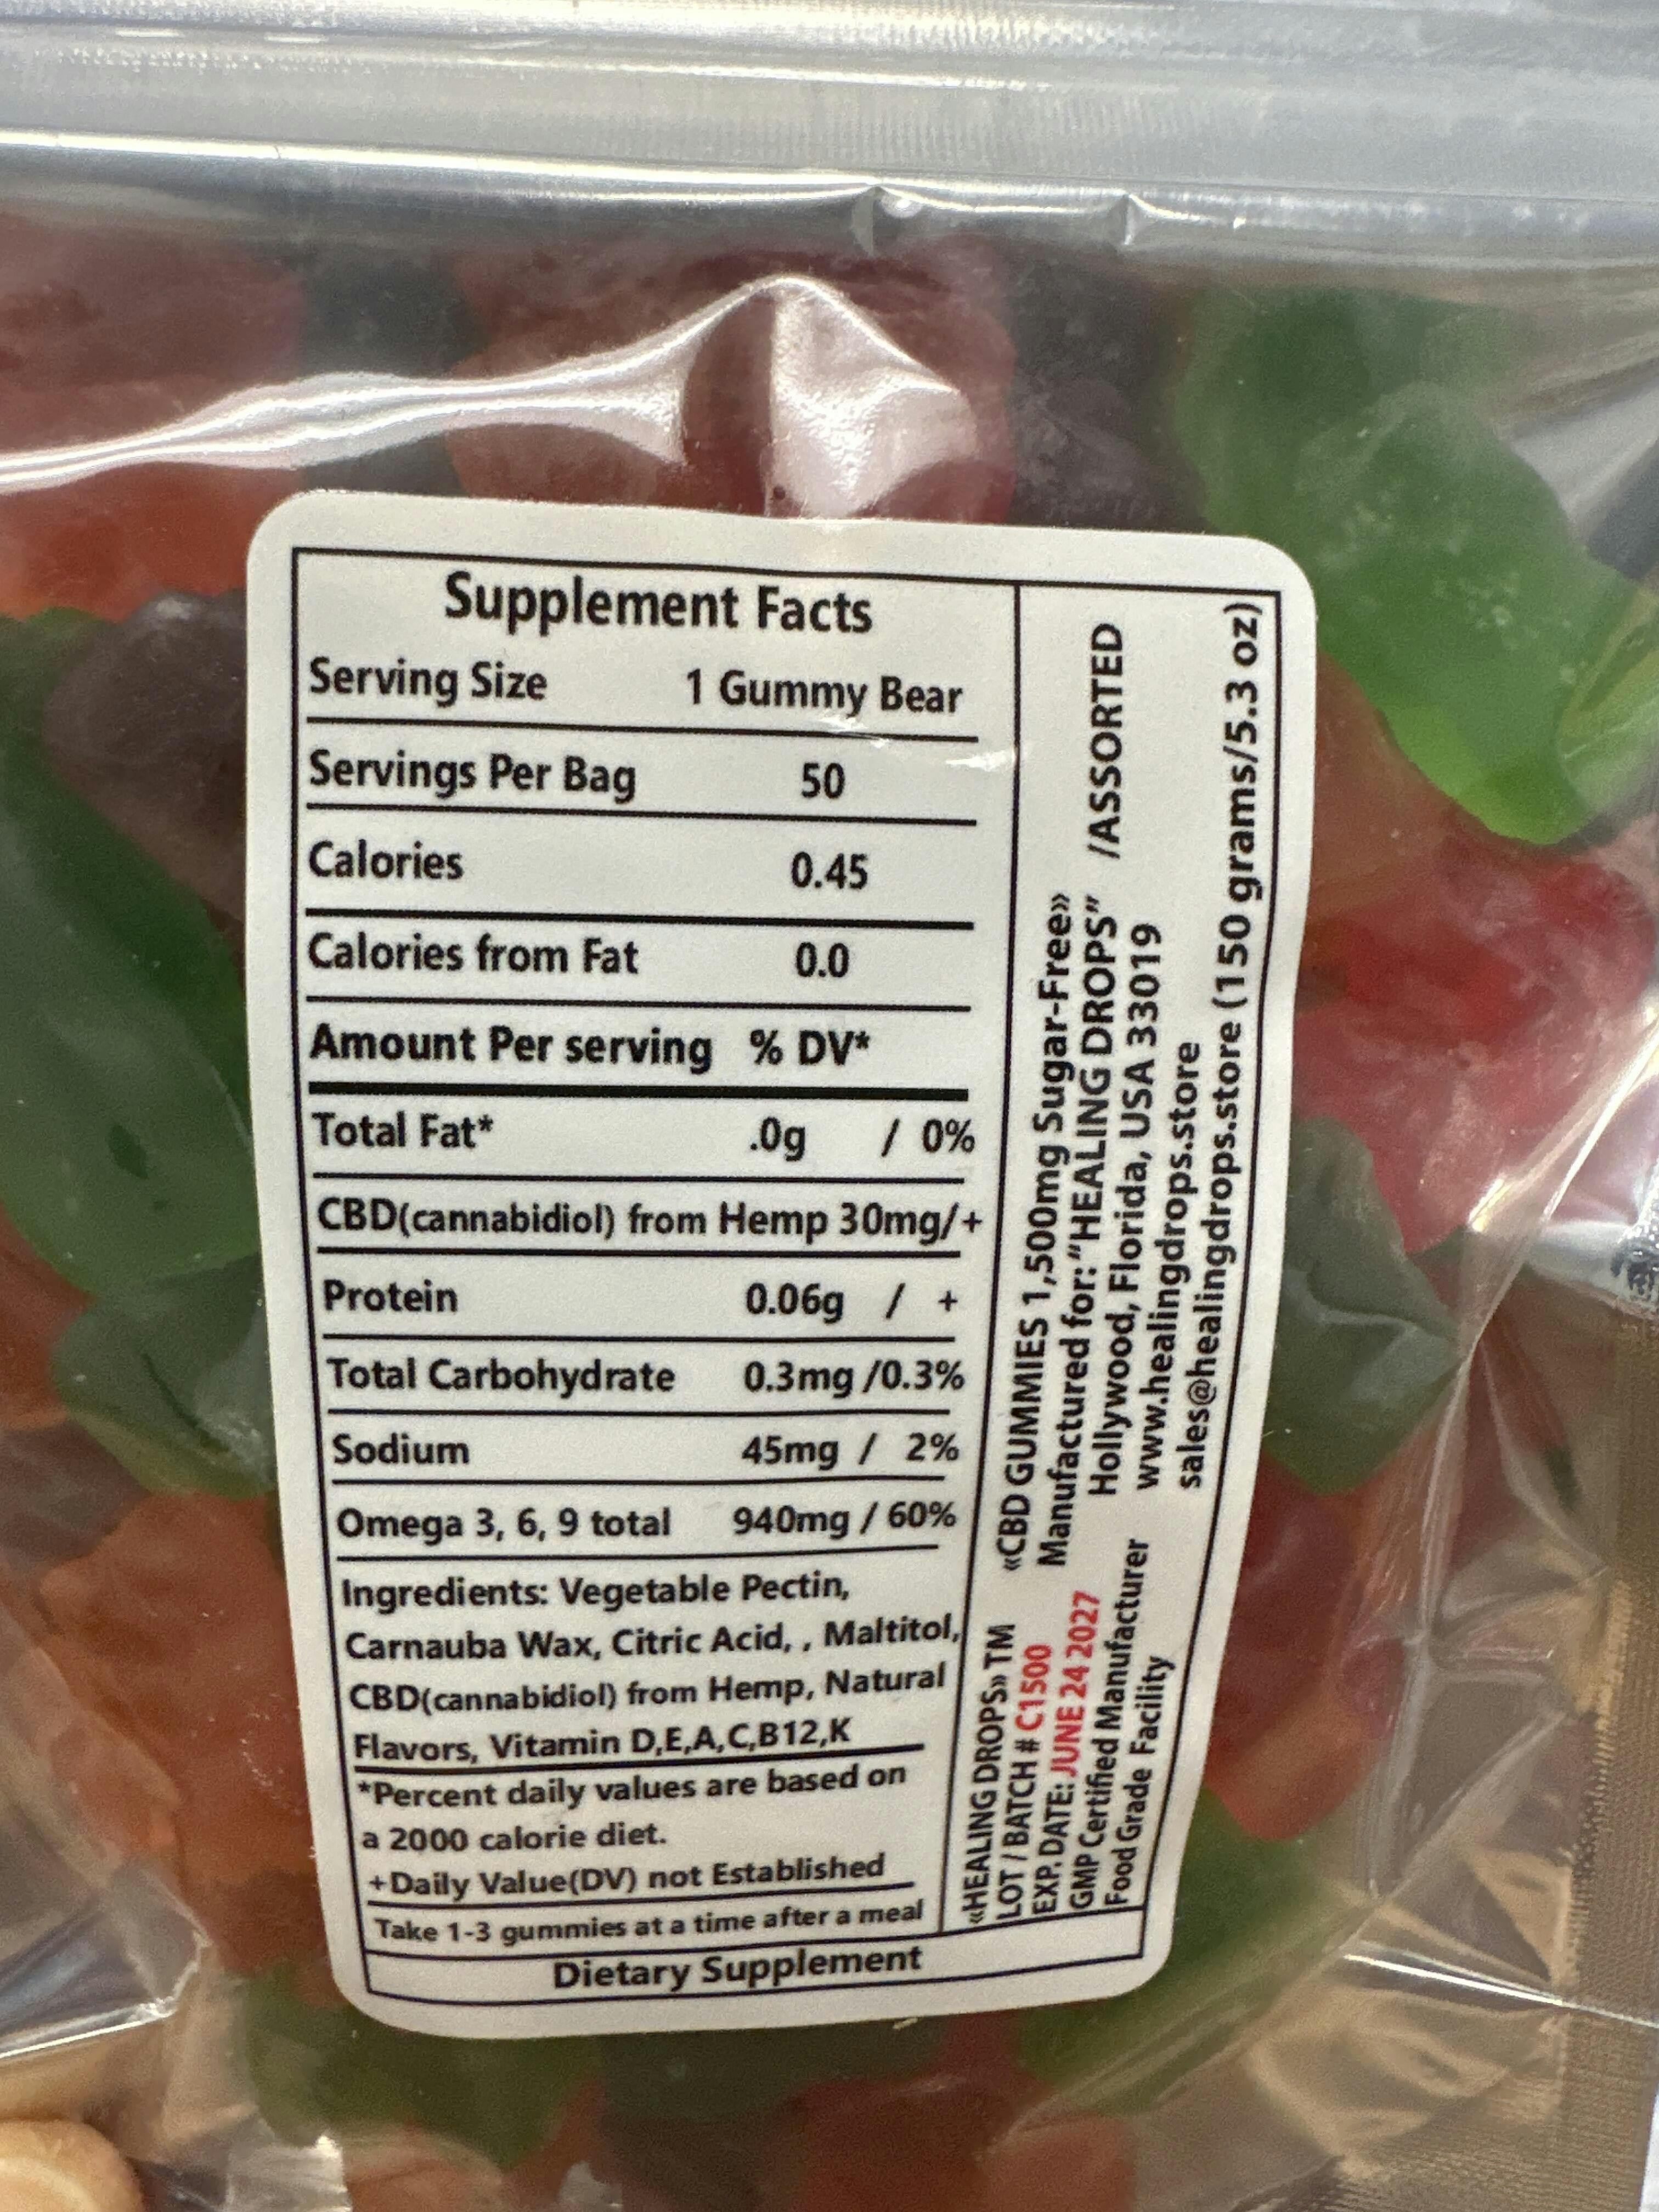 Supplement Facts
Serving Size 1 Gummy Bear
Servings Per Bag 50
Calories 0.45
Calories from Fat 0.0
Amount Per serving % DV*
Total Fat* .0g / 0%
CBD(cannabidiol) from Hemp 30mg/+
Protein 0.06g / +
Total Carbohydrate 0.3mg /0.3%
Sodium 45mg / 2%
Omega 3, 6, 9 total 940mg / 60%
Ingredients: Vegetable Pectin,
Carnauba Wax, Citric Acid, , Maltitol,
CBD(cannabidiol) from Hemp, Natural
Flavors, Vitamin D,E,A,C,B12,K
*Percent daily values are based on
a 2000 calorie diet.
+Daily Value(DV) not Established
Take 1-3 gummies at a time after a meal
Dietary Supplement
«HEALING DROPS» TM
LOT / BATCH # C1500
EXP. DATE: JUNE 24 2027
GMP Certified Manufacturer
Food Grade Facility
«CBD GUMMIES 1,500mg Sugar-Free»
Manufactured for: "HEALING DROPS" /ASSORTED
Hollywood, Florida, USA 33019
www.healingdrops.store
sales@healingdrops.store (150 grams/5.3 oz)